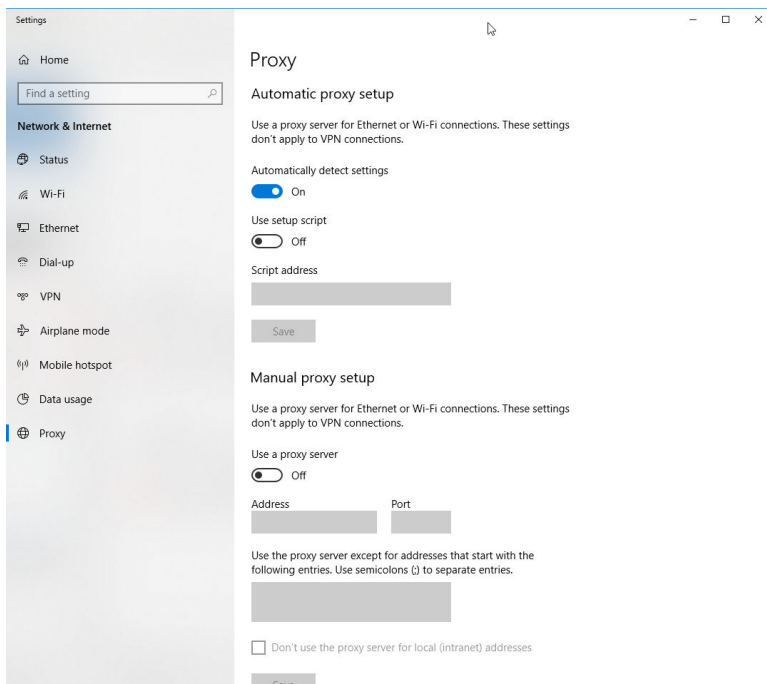 Settings
Home
Find a setting
Network & Internet
Status
Wi-Fi
Ethernet
Dial-up
VPN
Airplane mode
Mobile hotspot
Data usage
Proxy
Proxy
Automatic proxy setup
Use a proxy server for Ethernet or Wi-Fi connections. These settings
don't apply to VPN connections.
Automatically detect settings
On
Use setup script
Off
Script address
Save
Manual proxy setup
Use a proxy server for Ethernet or Wi-Fi connections. These settings
don't apply to VPN connections.
Use a proxy server
Off
Address Port
Use the proxy server except for addresses that start with the
following entries. Use semicolons (;) to separate entries.
Don't use the proxy server for local (intranet) addresses
Save